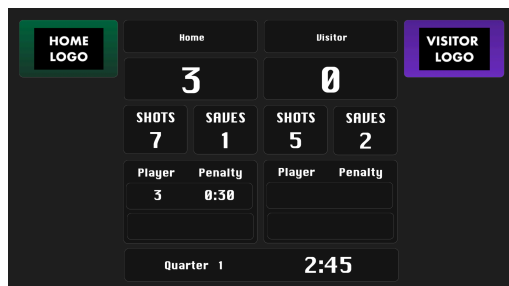 HOME LOGO
Home
Visitor
VISITOR LOGO
3
0
SHOTS
7
SAVES
1
SHOTS
5
SAVES
2
Player Penalty
3 0:30
Player Penalty
Quarter 1
2:45